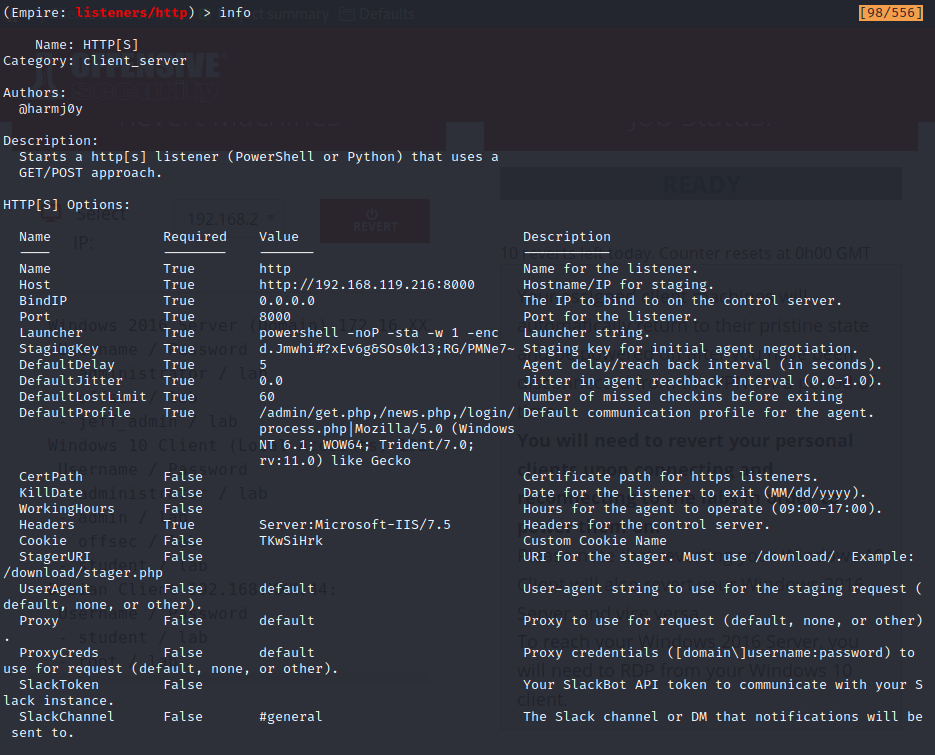 (Empire: listeners/http) > info
[98/556]
Name: HTTP[S]
Category: client_server
Authors:
@harmj0y
Description:
Starts a http[s] listener (PowerShell or Python) that uses a
GET/POST approach.
HTTP[S] Options:
Name Required Value Description
Name True http Name for the listener.
Host True http://192.168.119.216:8000 Hostname/IP for staging.
BindIP True 0.0.0.0 The IP to bind to on the control server.
Port True 8000 Port for the listener.
Launcher True powershell -noP -sta -w 1 -enc Launcher string.
StagingKey True d.Jmwhi#?xEv6g&SOs0k13;RG/PMNe7~ Staging key for initial agent negotiation.
DefaultDelay True 5 Agent delay/reach back interval (in seconds).
DefaultJitter True 0.0 Jitter in agent reachback interval (0.0-1.0).
DefaultLostLimit True 60 Number of missed checkins before exiting
DefaultProfile True /admin/get.php,/news.php,/login/ Default communication profile for the agent.
process.php|Mozilla/5.0 (Windows
NT 6.1; WOW64; Trident/7.0;
rv:11.0) like Gecko
CertPath False Certificate path for https listeners.
KillDate False Date for the listener to exit (MM/dd/yyyy).
WorkingHours False Hours for the agent to operate (09:00-17:00).
Headers True Server:Microsoft-IIS/7.5 Headers for the control server.
Cookie False TKwSiHrk Custom Cookie Name
StagerURI False URI for the stager. Must use /download/. Example:
/download/stager.php
UserAgent False default User-agent string to use for the staging request (
default, none, or other).
Proxy False default Proxy to use for request (default, none, or other)
.
ProxyCreds False default Proxy credentials ([domain\]username:password) to
use for request (default, none, or other).
SlackToken False Your SlackBot API token to communicate with your S
lack instance.
SlackChannel False #general The Slack channel or DM that notifications will be
sent to.